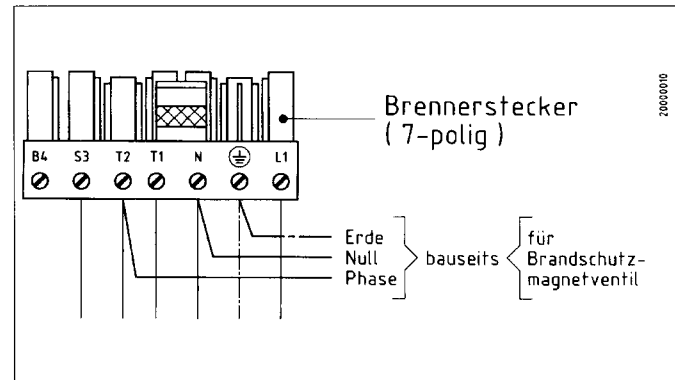 20000010
Brennerstecker
( 7-polig )
B4 S3 T2 T1 N L1
Erde
Null
Phase
bauseits
für
Brandschutz-
magnetventil